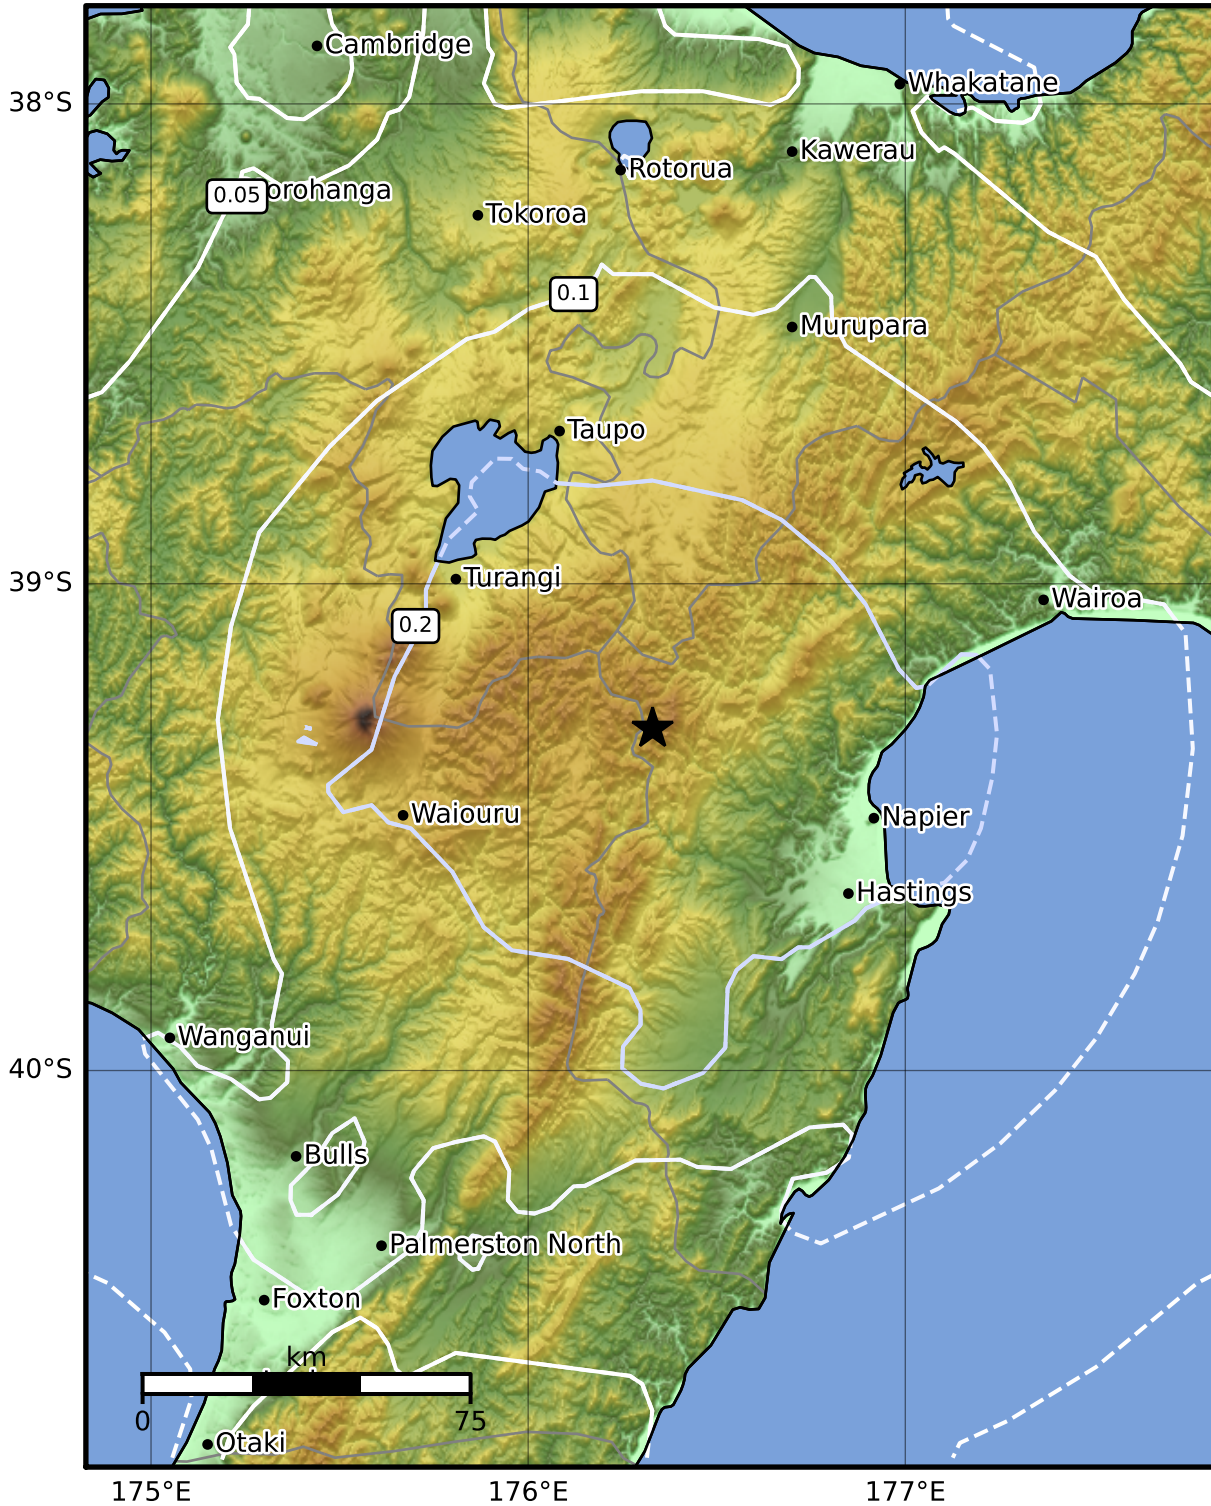 Cambridge
38°S
Whakatane
Kawerau
Rotorua
0.05
orohanga
Tokoroa
0.1
Murupara
Taupo
39°S
Turangi
Wairoa
0.2
Waiouru
Napier
Hastings
Wanganui
40°S
Bulls
Palmerston North
Foxton
km
0
75
Otaki
175°E
176°E
177°E